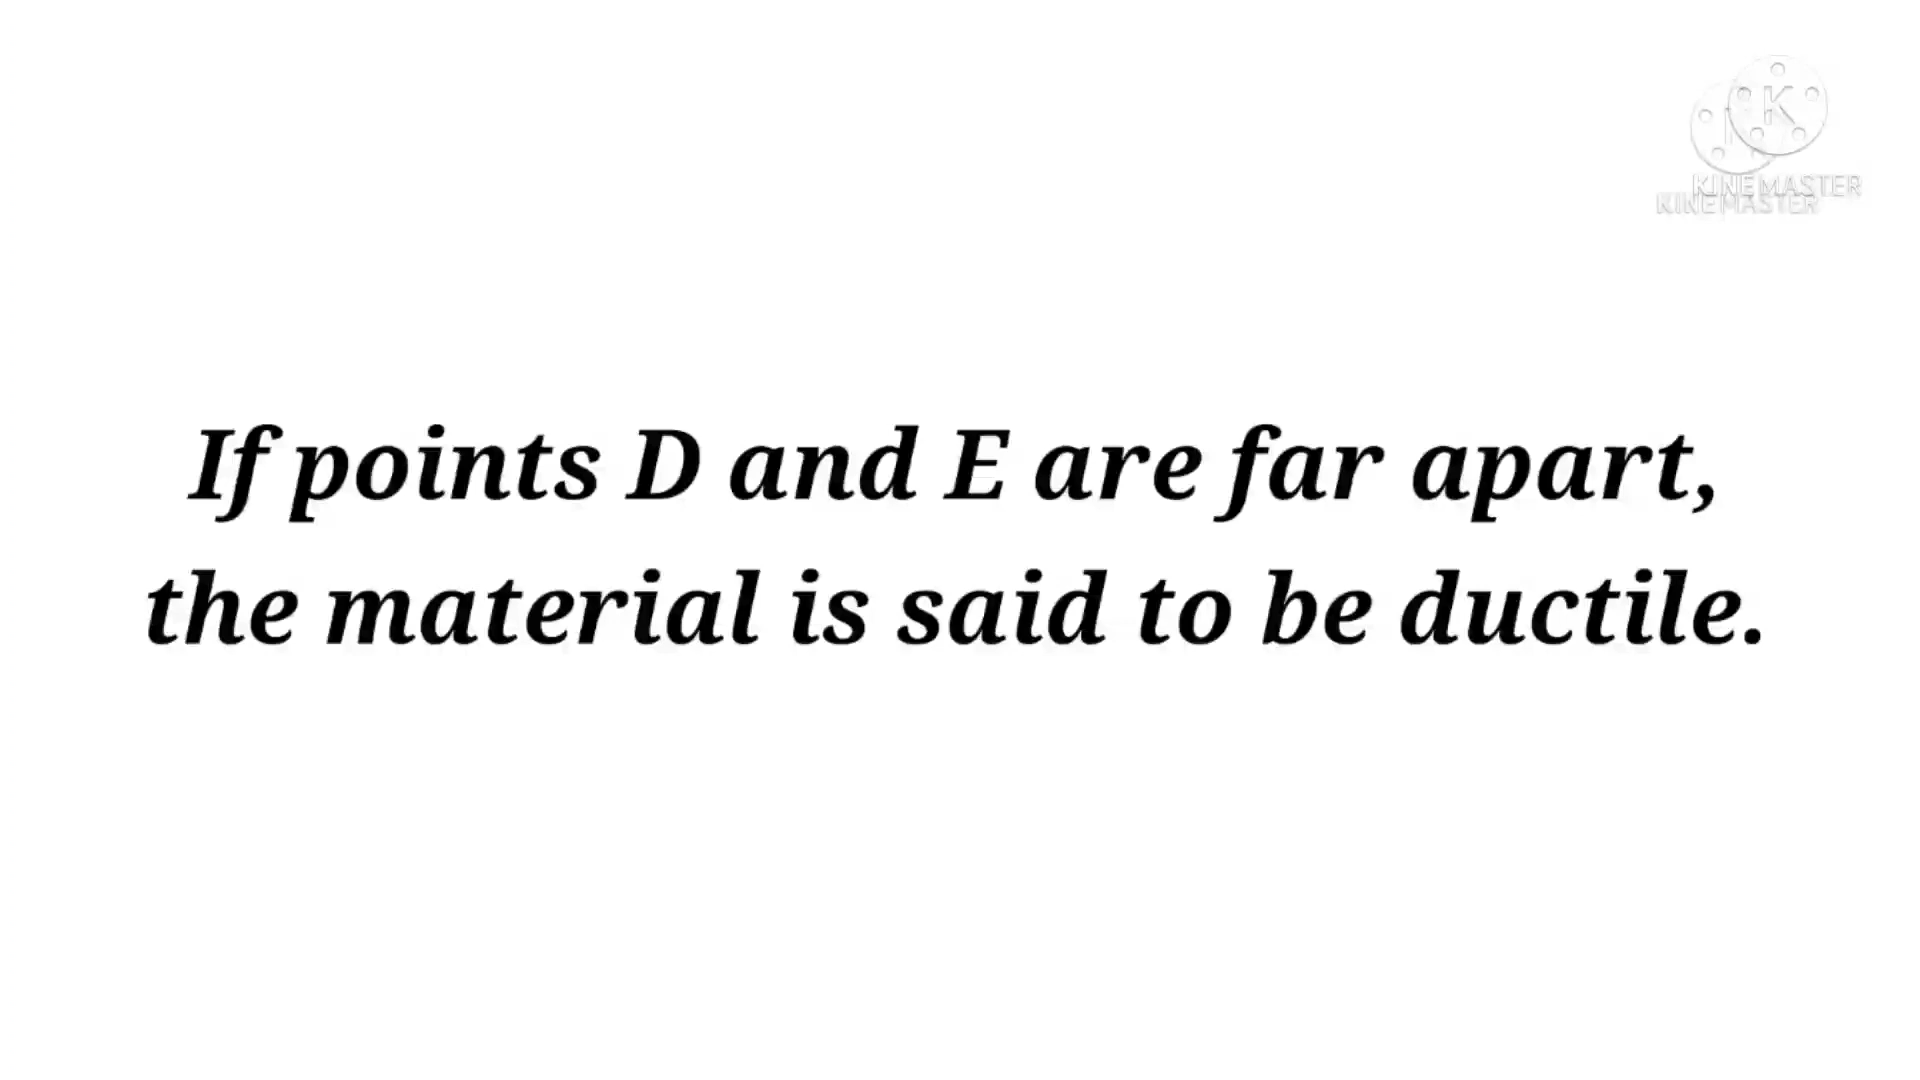 K
KINEMASTER
KINEMASTER
If points D and E are far apart,
the material is said to be ductile.